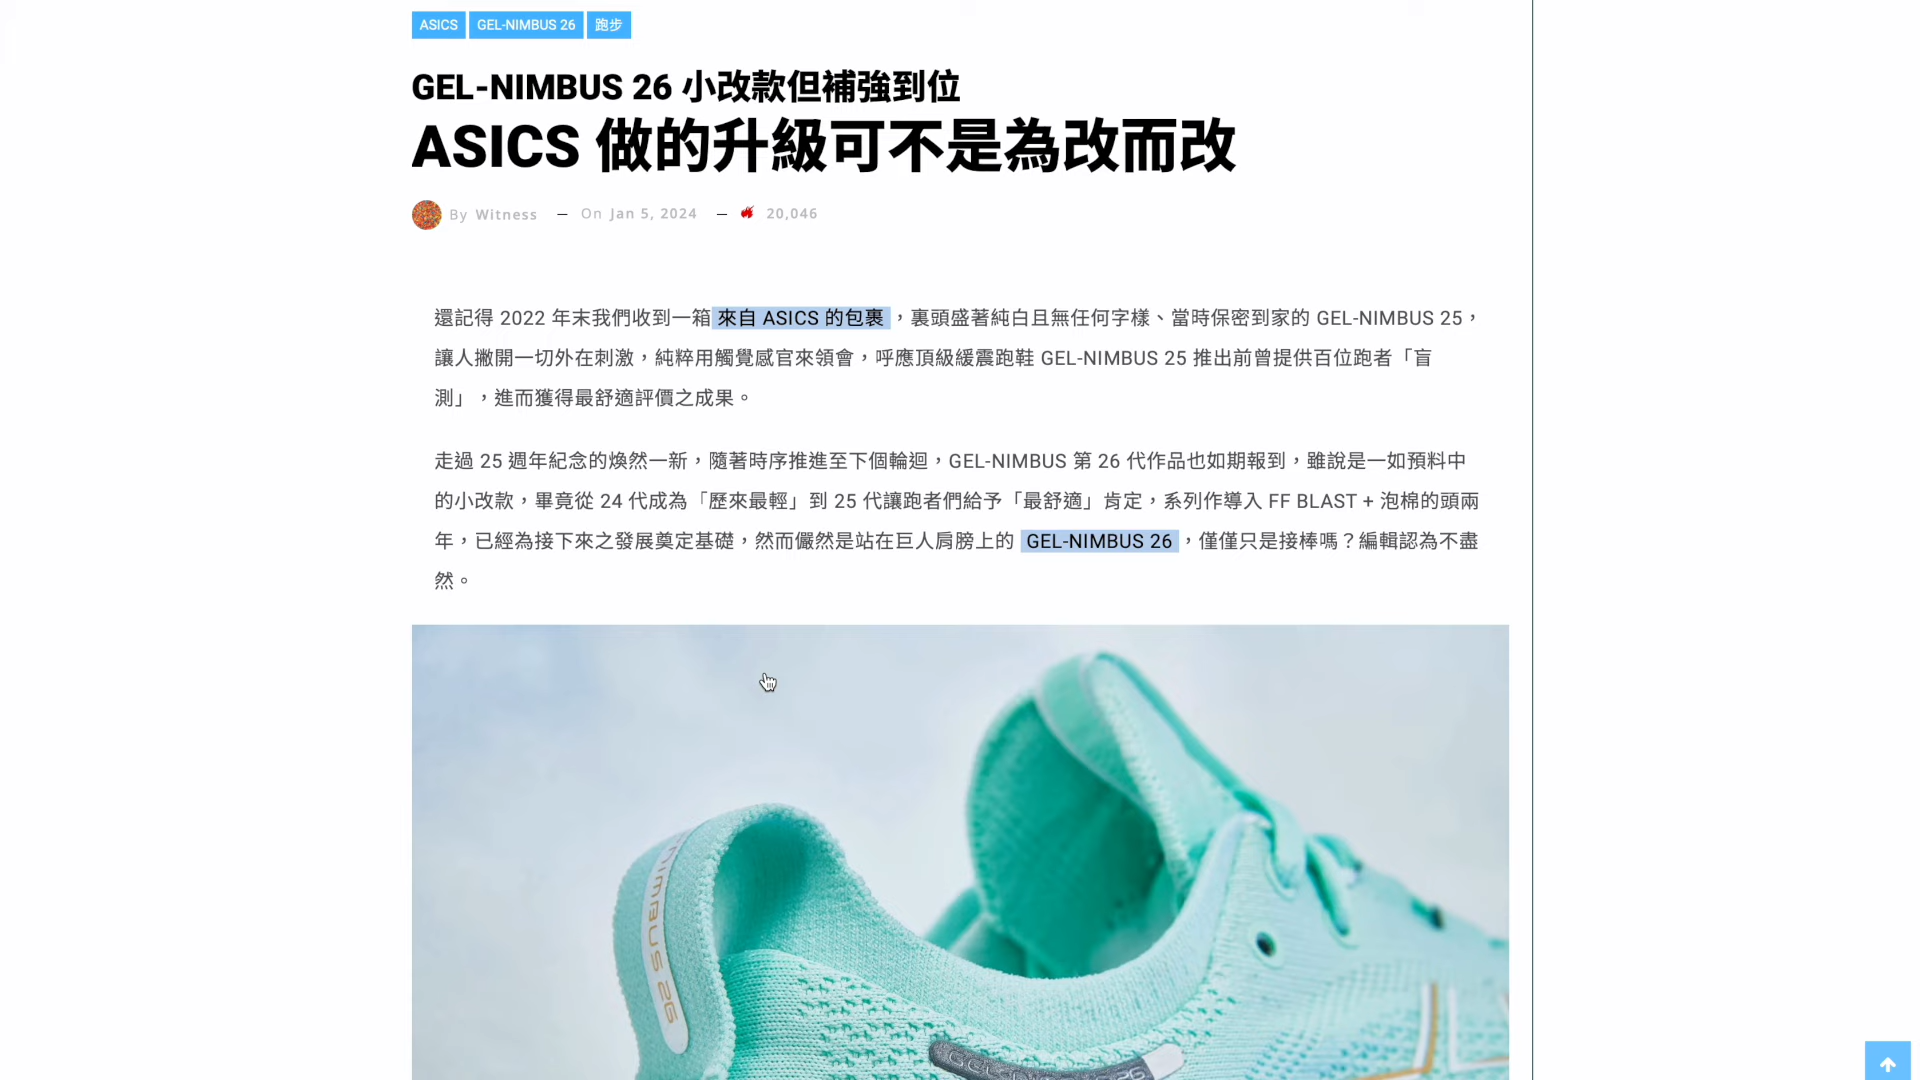 ASICS GEL-NIMBUS 26 跑步
GEL-NIMBUS 26 小改款但補強到位
ASICS 做的升級可不是為改而改
By Witness — On Jan 5, 2024 — 20,046
還記得 2022 年末我們收到一箱 來自 ASICS 的包裹 ，裏頭盛著純白且無任何字樣、當時保密到家的 GEL-NIMBUS 25，
讓人撇開一切外在刺激，純粹用觸覺感官來領會，呼應頂級緩震跑鞋 GEL-NIMBUS 25 推出前曾提供百位跑者「盲
測」，進而獲得最舒適評價之成果。
走過 25 週年紀念的煥然一新，隨著時序推進至下個輪迴，GEL-NIMBUS 第 26 代作品也如期報到，雖說是一如預料中
的小改款，畢竟從 24 代成為「歷來最輕」到 25 代讓跑者們給予「最舒適」肯定，系列作導入 FF BLAST + 泡棉的頭兩
年，已經為接下來之發展奠定基礎，然而儼然是站在巨人肩膀上的 GEL-NIMBUS 26 ，僅僅只是接棒嗎？編輯認為不盡
然。
NIMBUS 26
GEL-NIMBUS 26